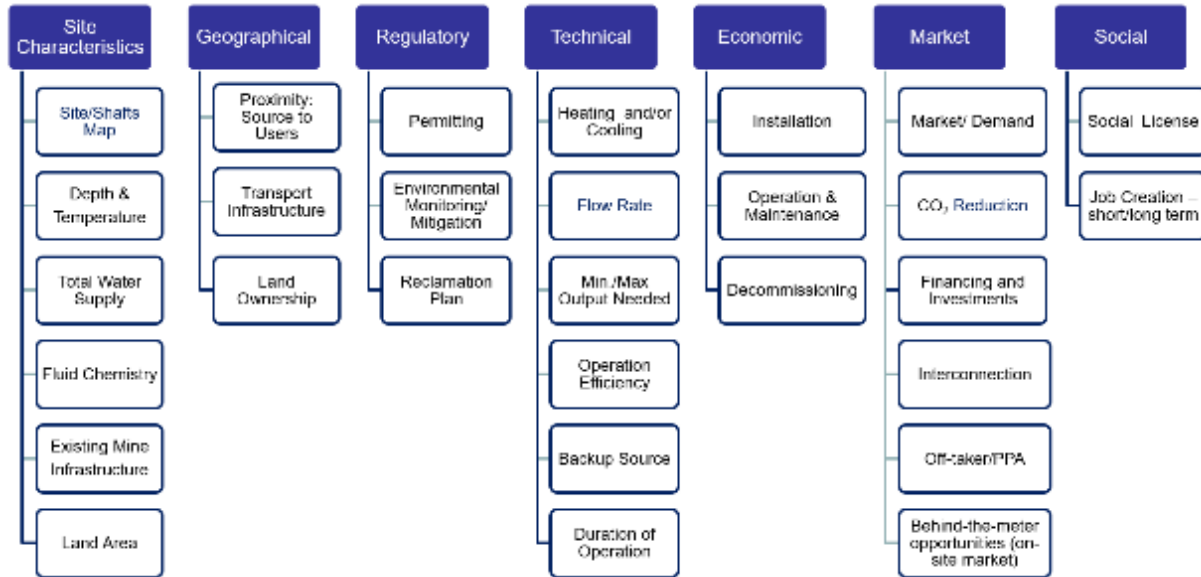 Site
Characteristics
Site/Shafts
Map
Depth &
Temperature
Total Water
Supply
Fluid Chemistry
Existing Mine
Infrastructure
Land Area
Geographical
Proximity:
Source to
Users
Transport
Infrastructure
Land
Ownership
Regulatory
Permitting
Environmental
Monitoring/
Mitigation
Reclamation
Plan
Technical
Heating and/or
Cooling
Flow Rate
Min./Max
Output Needed
Operation
Efficiency
Backup Source
Duration of
Operation
Economic
Installation
Operation &
Maintenance
Decommissioning
Market
Market/ Demand
CO₂ Reduction
Financing and
Investments
Interconnection
Off-taker/PPA
Behind-the-meter
opportunities (on-
site market)
Social
Social License
Job Creation –
short/long term